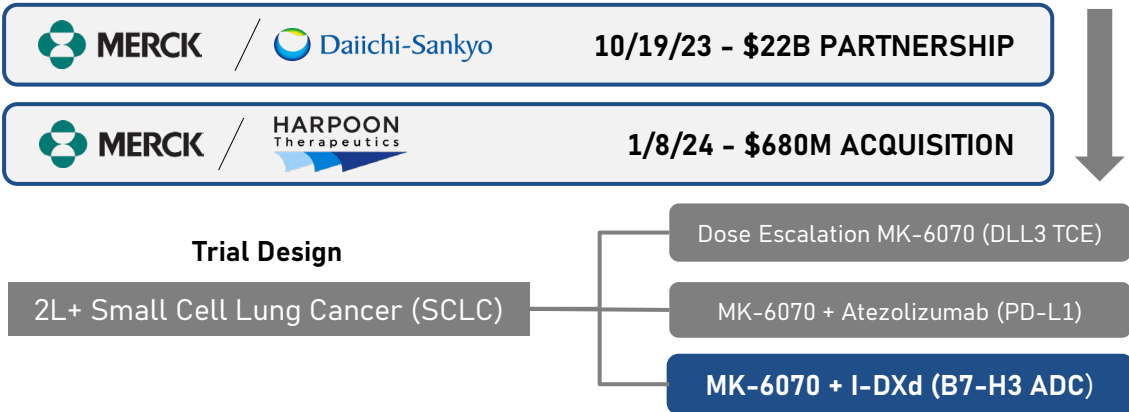 MERCK / Daiichi-Sankyo 10/19/23 - $22B PARTNERSHIP
MERCK / HARPOON Therapeutics 1/8/24 - $680M ACQUISITION
Trial Design
2L+ Small Cell Lung Cancer (SCLC)
Dose Escalation MK-6070 (DLL3 TCE)
MK-6070 + Atezolizumab (PD-L1)
MK-6070 + I-DXd (B7-H3 ADC)